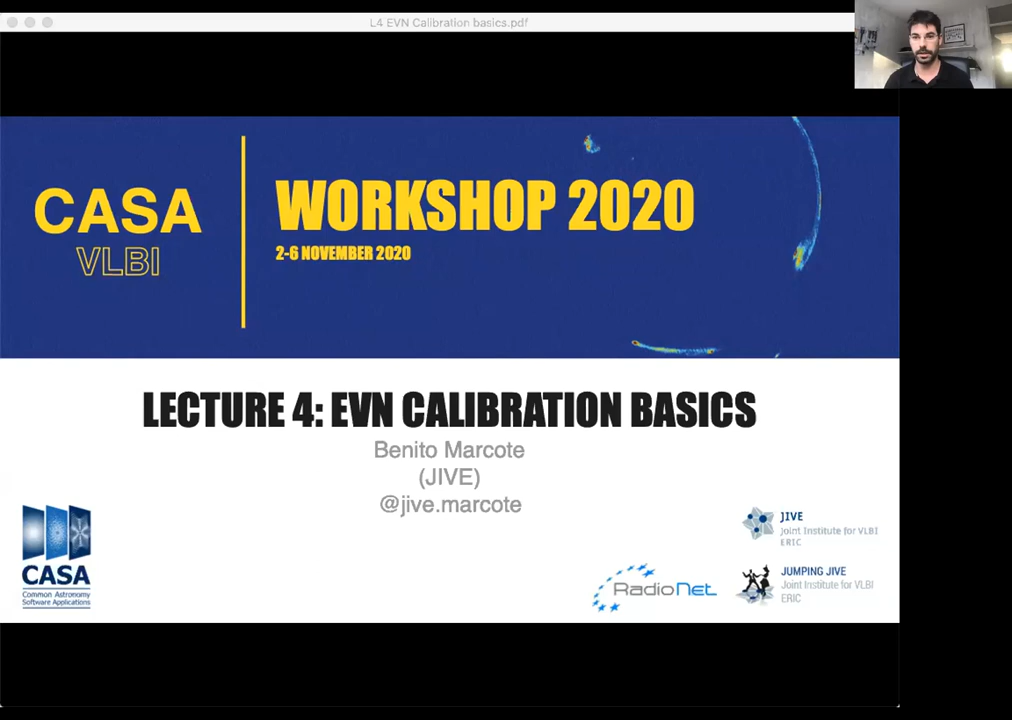 L4 EVN Calibration basics.pdf
CASA
VLBI
WORKSHOP 2020
2-6 NOVEMBER 2020
LECTURE 4: EVN CALIBRATION BASICS
Benito Marcote
(JIVE)
@jive.marcote
CASA
Common Astronomy
Software Applications
RadioNet
JIVE
Joint Institute for VLBI
ERIC
JUMPING JIVE
Joint Institute for VLBI
ERIC